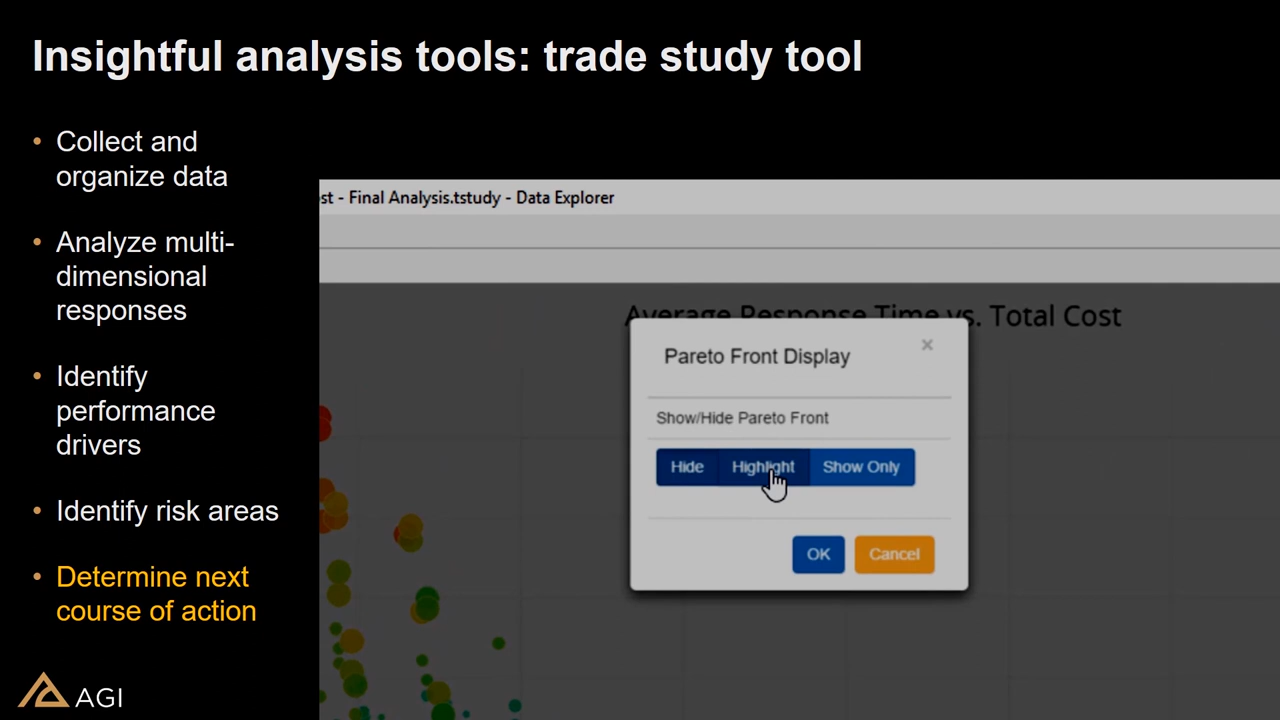 Insightful analysis tools: trade study tool
• Collect and
organize data
• Analyze multi-
dimensional
responses
• Identify
performance
drivers
• Identify risk areas
• Determine next
course of action
AGI
st - Final Analysis.tstudy - Data Explorer
Average Response Time vs. Total Cost
Pareto Front Display
×
Show/Hide Pareto Front
Hide Highlight Show Only
OK Cancel